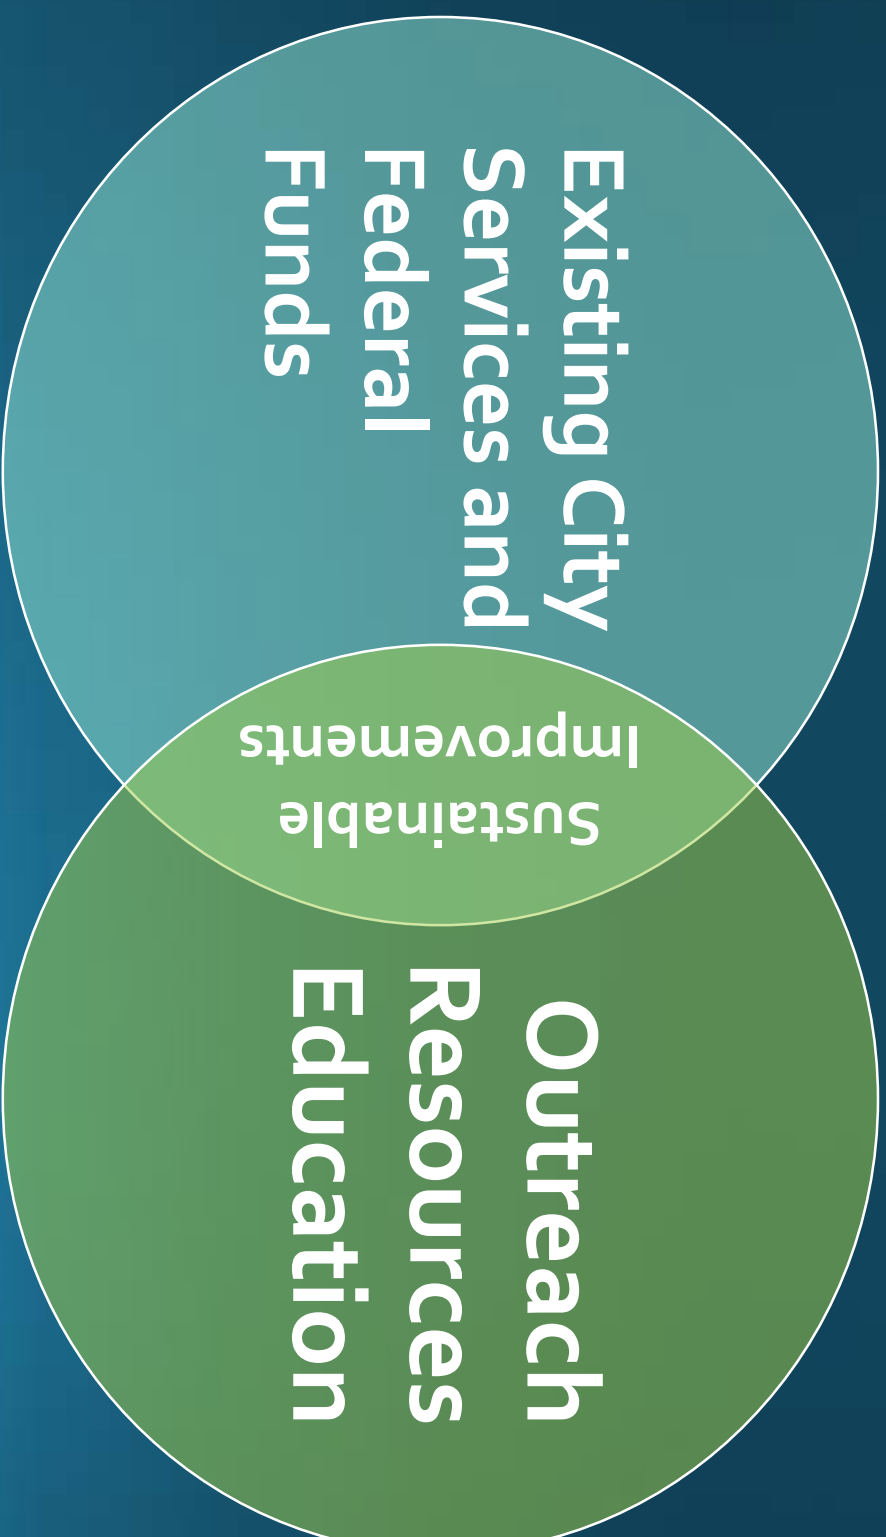 Existing City
Services and
Federal
Funds
Sustainable
Improvements
Outreach
Resources
Education